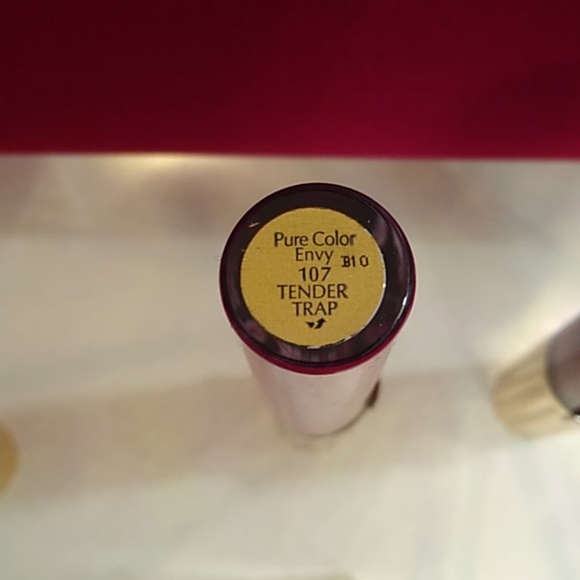 Pure Color
Envy B10
107
TENDER
TRAP